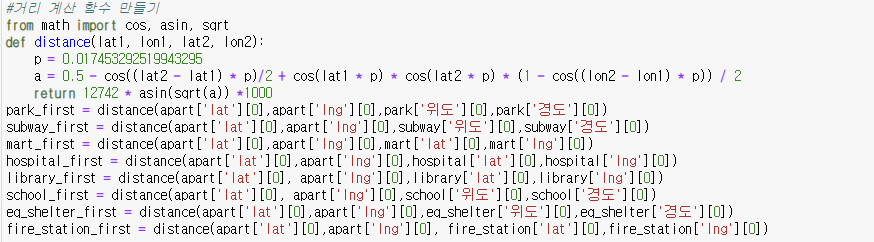 #거리 계산 함수 만들기
from math import cos, asin, sqrt
def distance(lat1, lon1, lat2, lon2):
    p = 0.017453292519943295
    a = 0.5 - cos((lat2 - lat1) * p)/2 + cos(lat1 * p) * cos(lat2 * p) * (1 - cos((lon2 - lon1) * p)) / 2
    return 12742 * asin(sqrt(a)) *1000
park_first = distance(apart['lat'][0],apart['lng'][0],park['위도'][0],park['경도'][0])
subway_first = distance(apart['lat'][0],apart['lng'][0],subway['위도'][0],subway['경도'][0])
mart_first = distance(apart['lat'][0],apart['lng'][0],mart['lat'][0],mart['lng'][0])
hospital_first = distance(apart['lat'][0],apart['lng'][0],hospital['lat'][0],hospital['lng'][0])
library_first = distance(apart['lat'][0], apart['lng'][0],library['lat'][0],library['lng'][0])
school_first = distance(apart['lat'][0], apart['lng'][0],school['위도'][0],school['경도'][0])
eq_shelter_first = distance(apart['lat'][0],apart['lng'][0],eq_shelter['위도'][0],eq_shelter['경도'][0])
fire_station_first = distance(apart['lat'][0],apart['lng'][0], fire_station['lat'][0],fire_station['lng'][0])